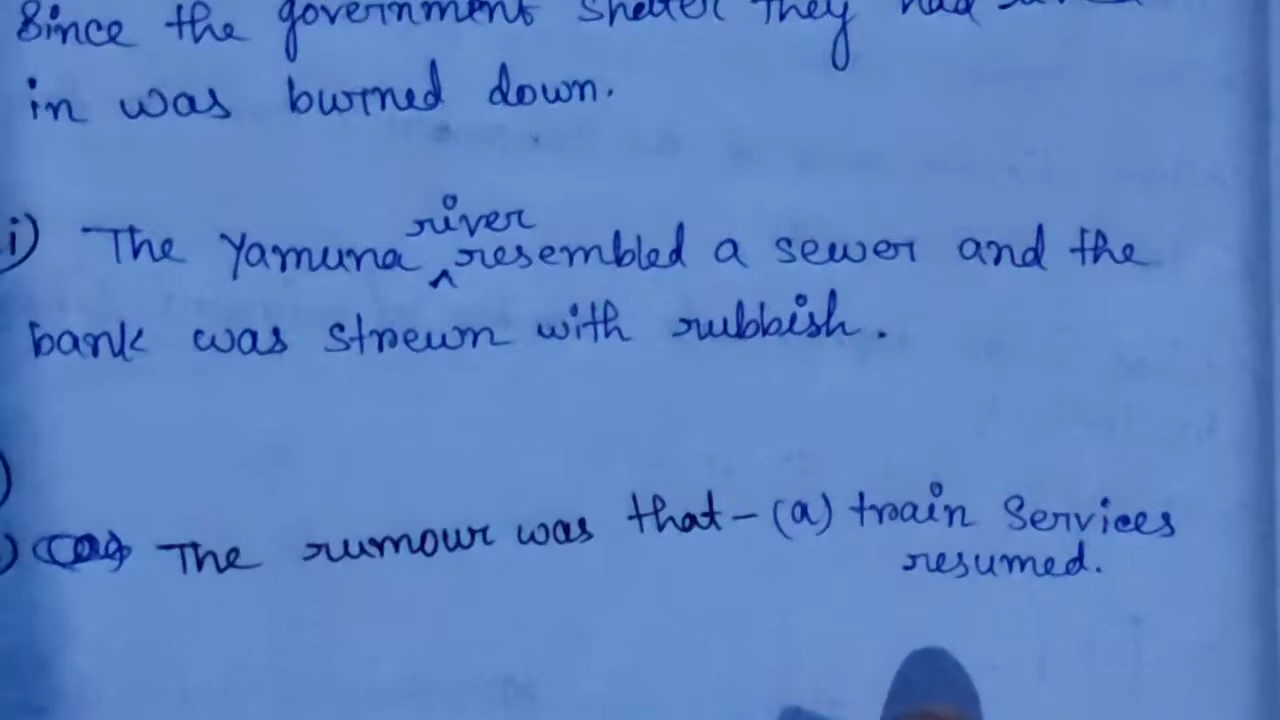 Since the government shelter they had
in was burned down.
i) The Yamuna river resembled a sewer and the
bank was strewn with rubbish.
) The rumour was that - (a) train Services
resumed.